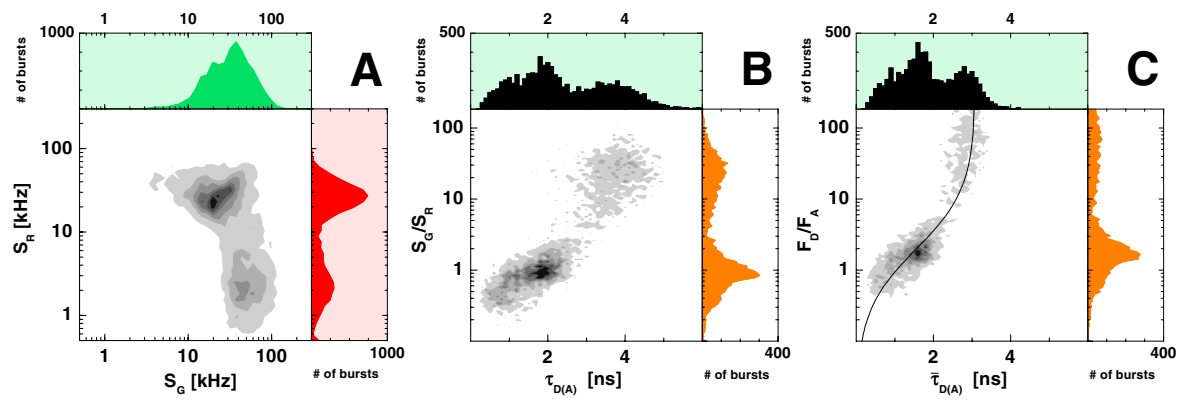 1 10 100
1000
# of bursts
A
S_R [kHz]
100
10
1
1 10 100
S_G [kHz]
1000
# of bursts
2 4
500
# of bursts
B
S_G/S_R
100
10
1
2 4
τ_D(A) [ns]
400
# of bursts
2 4
500
# of bursts
C
F_D/F_A
100
10
1
2 4
τ̄_D(A) [ns]
400
# of bursts